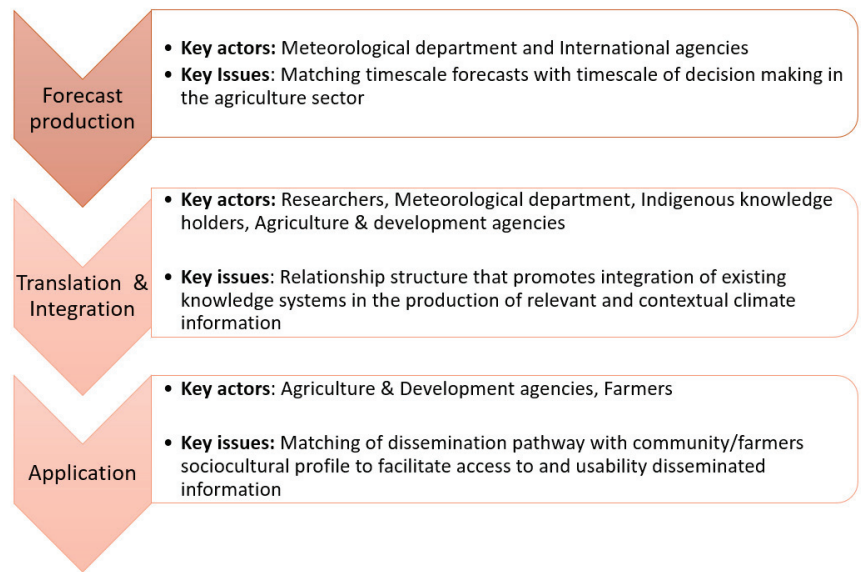 Forecast
production
• Key actors: Meteorological department and International agencies
• Key Issues: Matching timescale forecasts with timescale of decision making in
the agriculture sector
Translation &
Integration
• Key actors: Researchers, Meteorological department, Indigenous knowledge
holders, Agriculture & development agencies
• Key issues: Relationship structure that promotes integration of existing
knowledge systems in the production of relevant and contextual climate
information
Application
• Key actors: Agriculture & Development agencies, Farmers
• Key issues: Matching of dissemination pathway with community/farmers
sociocultural profile to facilitate access to and usability disseminated
information